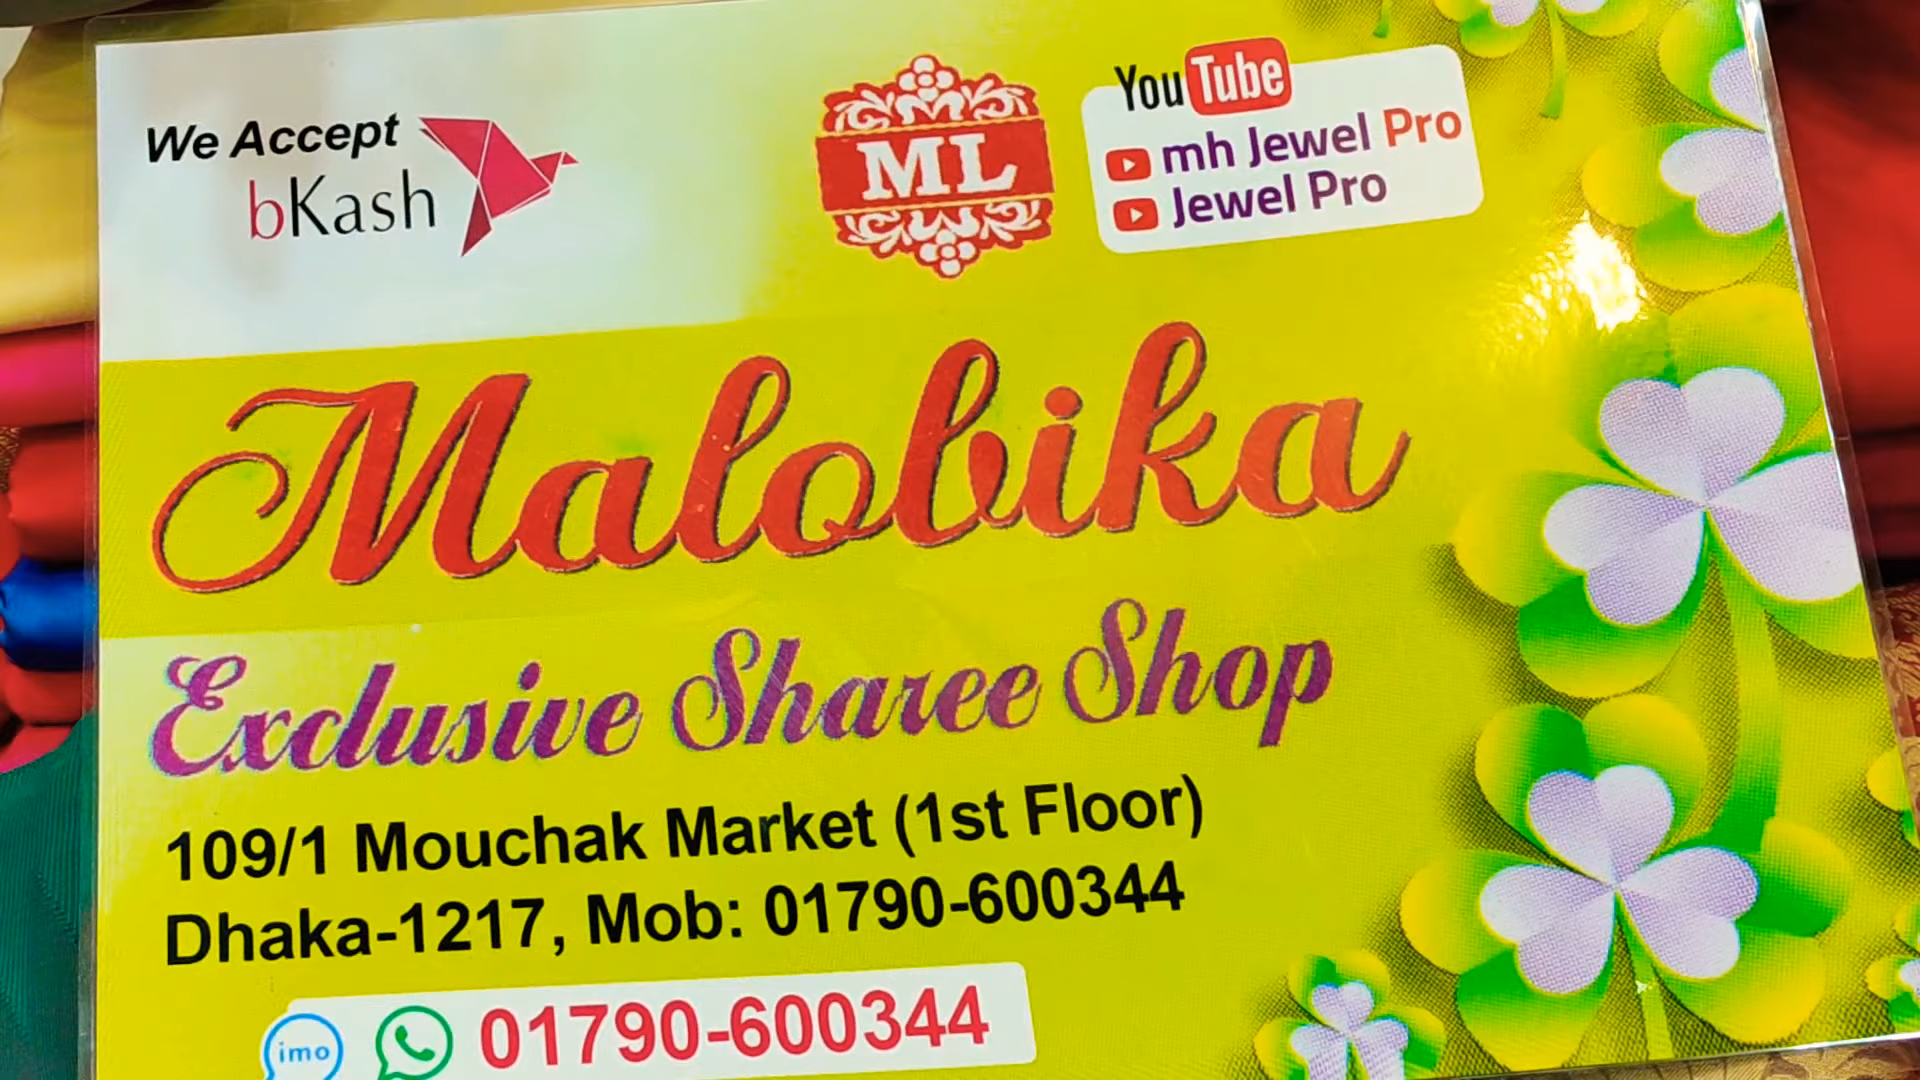 We Accept
bKash
ML
YouTube
mh Jewel Pro
Jewel Pro
Malobika
Exclusive Sharee Shop
109/1 Mouchak Market (1st Floor)
Dhaka-1217, Mob: 01790-600344
imo 01790-600344